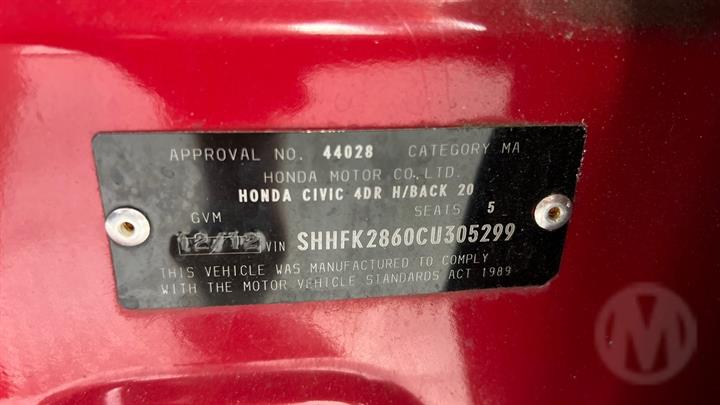 APPROVAL NO. 44028 CATEGORY MA
HONDA MOTOR CO., LTD.
HONDA CIVIC 4DR H/BACK 20
GVM SEATS 5
12/12 VIN SHHFK2860CU305299
THIS VEHICLE WAS MANUFACTURED TO COMPLY
WITH THE MOTOR VEHICLE STANDARDS ACT 1989
M